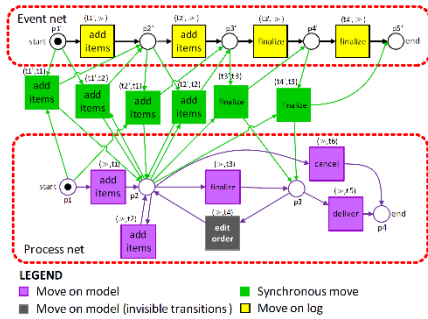 Event net
p1'
(t1',≫)
p2'
(t2',≫)
p3'
(t3',≫)
p4'
(t4',≫)
p5'
start
add
items
add
items
finalize
finalize
end
(t1',t1)
(t1',t2)
(t2',t1)
(t2',t2)
(t3',t3)
(t4',t3)
add
items
add
items
add
items
add
items
finalize
finalize
(≫,t6)
cancel
start
p1
(≫,t1)
add
items
p2
(≫,t3)
finalize
p3
(≫,t5)
deliver
end
p4
(≫,t2)
add
items
(≫,t4)
edit
order
Process net
LEGEND
Move on model
Synchronous move
Move on model (invisible transitions)
Move on log